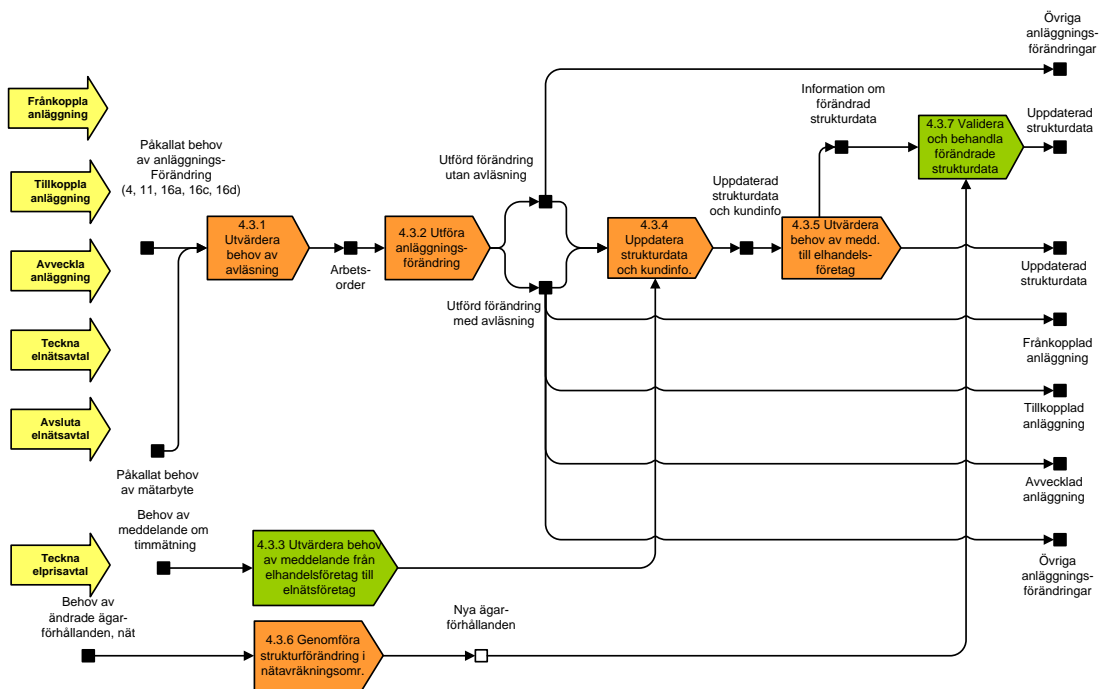 Övriga
anläggnings-
förändringar
Frånkoppla
anläggning
Information om
förändrad
strukturdata
4.3.7 Validera
och behandla
förändrade
strukturdata
Uppdaterad
strukturdata
Påkallat behov
av anläggnings-
Förändring
(4, 11, 16a, 16c, 16d)
Tillkoppla
anläggning
Utförd förändring
utan avläsning
Uppdaterad
strukturdata
och kundinfo
4.3.1
Utvärdera
behov av
avläsning
4.3.2 Utföra
anläggnings-
förändring
4.3.4
Uppdatera
strukturdata
och kundinfo.
4.3.5 Utvärdera
behov av medd.
till elhandels-
företag
Avveckla
anläggning
Arbets-
order
Uppdaterad
strukturdata
Utförd förändring
med avläsning
Teckna
elnätsavtal
Frånkopplad
anläggning
Tillkopplad
anläggning
Avsluta
elnätsavtal
Påkallat behov
av mätarbyte
Avvecklad
anläggning
Behov av
meddelande om
timmätning
Teckna
elprisavtal
4.3.3 Utvärdera behov
av meddelande från
elhandelsföretag till
elnätsföretag
Övriga
anläggnings-
förändringar
Behov av
ändrade ägar-
förhållanden, nät
4.3.6 Genomföra
strukturförändring i
nätavräkningsomr.
Nya ägar-
förhållanden